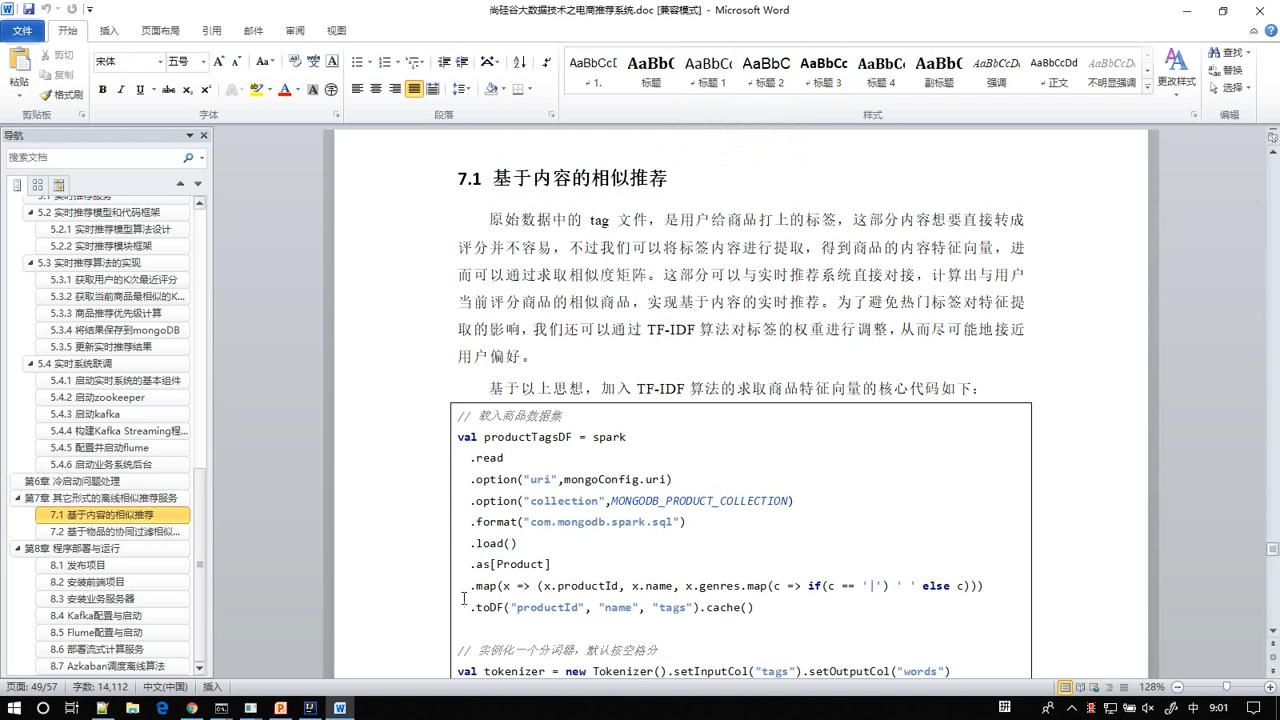 尚硅谷大数据技术之电商推荐系统.doc [兼容模式] - Microsoft Word
文件 开始 插入 页面布局 引用 邮件 审阅 视图
粘贴 剪切 复制 格式刷
宋体 五号
查找 替换 选择
更改样式
AaBbCcI AaBbC AaBbC AaBbC AaBbCc AaBbC AaBbC AaBbCcD AaBbCcDd AaBbCcDd
1. 标题 标题 1 标题 2 标题 3 标题 4 副标题 强调 正文 不明显强调
剪贴板 字体 段落 样式 编辑
导航
搜索文档
5.1 实时推荐服务
5.2 实时推荐模型和代码框架
5.2.1 实时推荐模型算法设计
5.2.2 实时推荐模块框架
5.3 实时推荐算法的实现
5.3.1 获取用户的K次最近评分
5.3.2 获取当前商品最相似的K...
5.3.3 商品推荐优先级计算
5.3.4 将结果保存到mongoDB
5.3.5 更新实时推荐结果
5.4 实时系统联调
5.4.1 启动实时系统的基本组件
5.4.2 启动zookeeper
5.4.3 启动kafka
5.4.4 构建Kafka Streaming程...
5.4.5 配置并启动flume
5.4.6 启动业务系统后台
第6章 冷启动问题处理
第7章 其它形式的离线相似推荐服务
7.1 基于内容的相似推荐
7.2 基于物品的协同过滤相似...
第8章 程序部署与运行
8.1 发布项目
8.2 安装前端项目
8.3 安装业务服务器
8.4 Kafka配置与启动
8.5 Flume配置与启动
8.6 部署流式计算服务
8.7 Azkaban调度离线算法
7.1 基于内容的相似推荐
原始数据中的 tag 文件，是用户给商品打上的标签，这部分内容想要直接转成
评分并不容易，不过我们可以将标签内容进行提取，得到商品的内容特征向量，进
而可以通过求取相似度矩阵。这部分可以与实时推荐系统直接对接，计算出与用户
当前评分商品的相似商品，实现基于内容的实时推荐。为了避免热门标签对特征提
取的影响，我们还可以通过 TF-IDF 算法对标签的权重进行调整，从而尽可能地接近
用户偏好。
基于以上思想，加入 TF-IDF 算法的求取商品特征向量的核心代码如下：
// 载入商品数据集
val productTagsDF = spark
.read
.option("uri",mongoConfig.uri)
.option("collection",MONGODB_PRODUCT_COLLECTION)
.format("com.mongodb.spark.sql")
.load()
.as[Product]
.map(x => (x.productId, x.name, x.genres.map(c => if(c == '|') ' ' else c)))
.toDF("productId", "name", "tags").cache()
// 实例化一个分词器，默认按空格分
val tokenizer = new Tokenizer().setInputCol("tags").setOutputCol("words")
页面: 49/57 字数: 14,112 中文(中国) 插入 128%
中 9:01